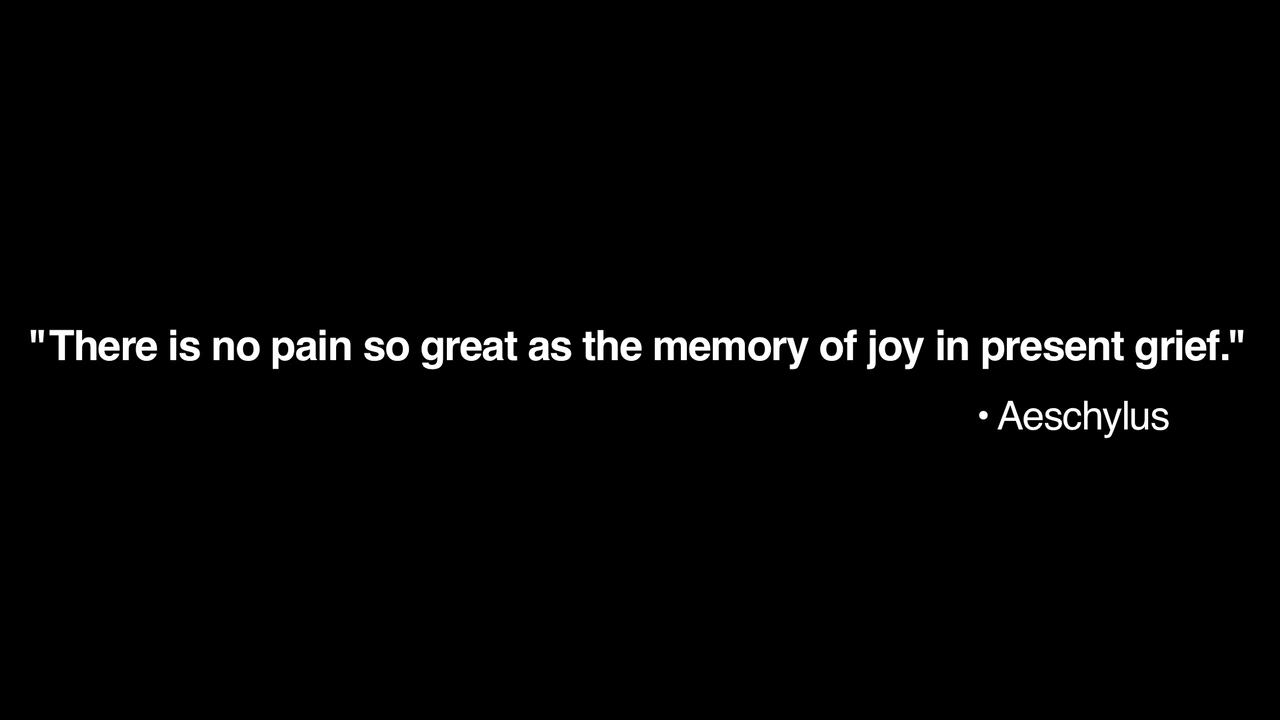 "There is no pain so great as the memory of joy in present grief."
• Aeschylus